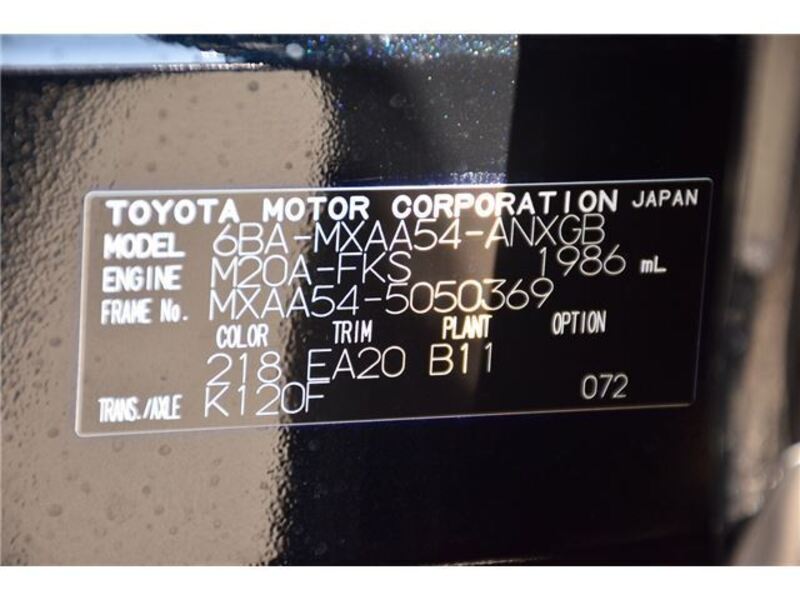 TOYOTA MOTOR CORPORATION JAPAN
MODEL 6BA-MXAA54-ANXGB
ENGINE M20A-FKS 1986 mL
FRAME No. MXAA54-5050369
COLOR TRIM PLANT OPTION
218 EA20 B11
TRANS./AXLE K120F 072